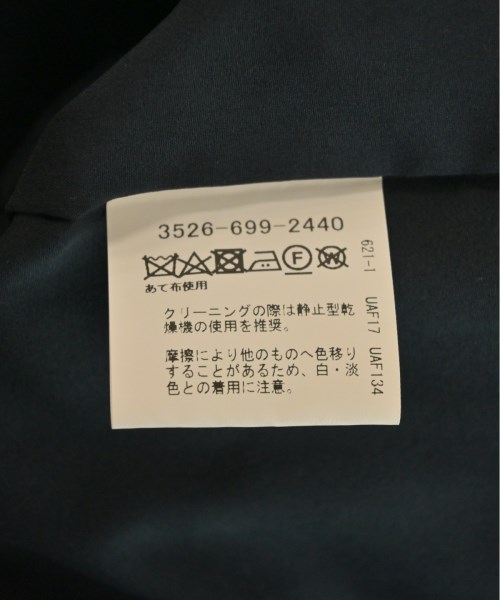 3526-699-2440
F W
あて布使用
クリーニングの際は静止型乾
燥機の使用を推奨。
摩擦により他のものへ色移り
することがあるため、白・淡
色との着用に注意。
621-1 UAF17 UAF134